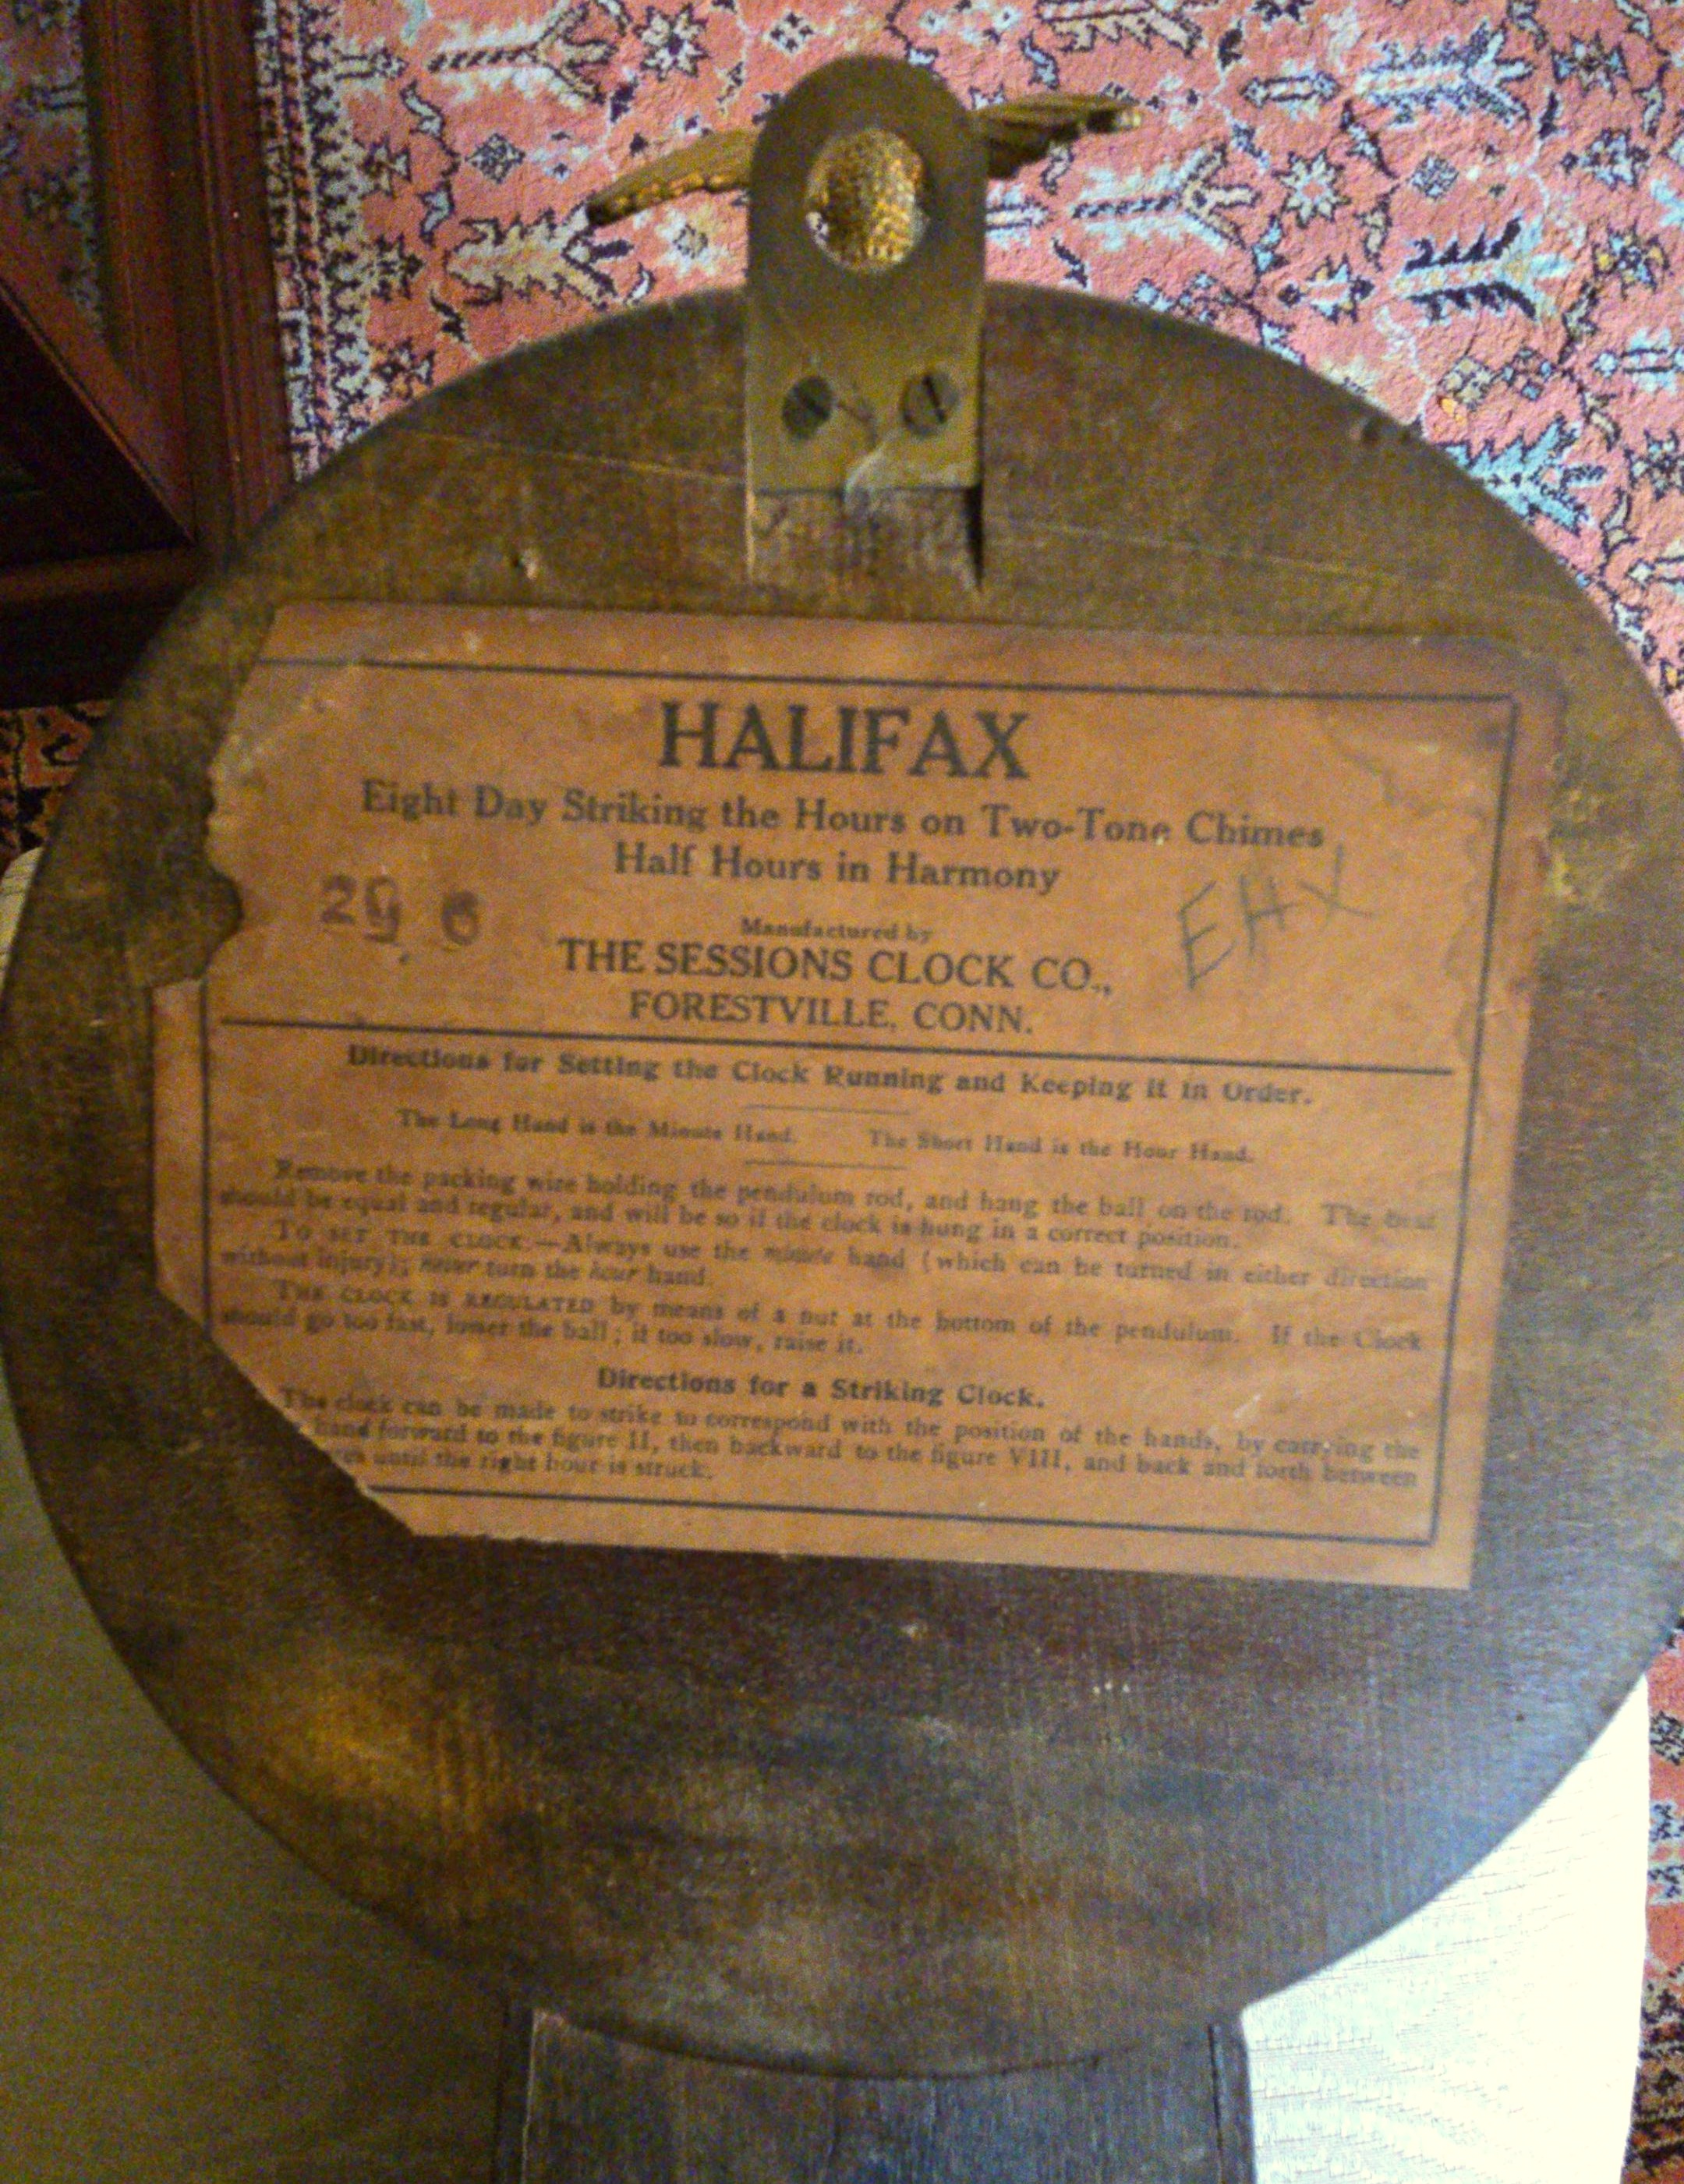 HALIFAX
Eight Day Striking the Hours on Two-Tone Chimes
Half Hours in Harmony
29 6
EHX
Manufactured by
THE SESSIONS CLOCK CO.,
FORESTVILLE, CONN.
Directions for Setting the Clock Running and Keeping it in Order.
The Long Hand is the Minute Hand. The Short Hand is the Hour Hand.
Remove the packing wire holding the pendulum rod, and hang the ball on the rod. The beat
should be equal and regular, and will be so if the clock is hung in a correct position.
TO SET THE CLOCK.—Always use the minute hand (which can be turned in either direction
without injury); never turn the hour hand.
THE CLOCK IS REGULATED by means of a nut at the bottom of the pendulum. If the Clock
should go too fast, lower the ball; if too slow, raise it.
Directions for a Striking Clock.
The clock can be made to strike to correspond with the position of the hands, by carrying the
hand forward to the figure II, then backward to the figure VIII, and back and forth between
until the right hour is struck.